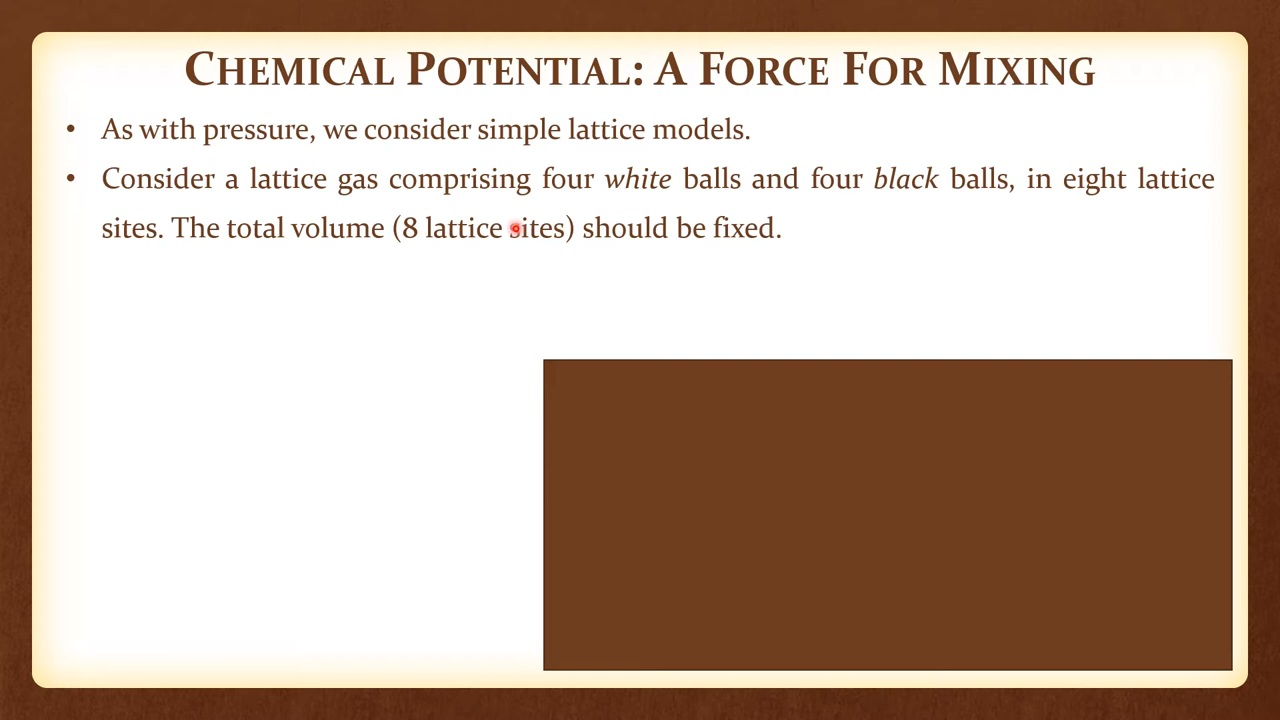 CHEMICAL POTENTIAL: A FORCE FOR MIXING
• As with pressure, we consider simple lattice models.
• Consider a lattice gas comprising four white balls and four black balls, in eight lattice
sites. The total volume (8 lattice sites) should be fixed.